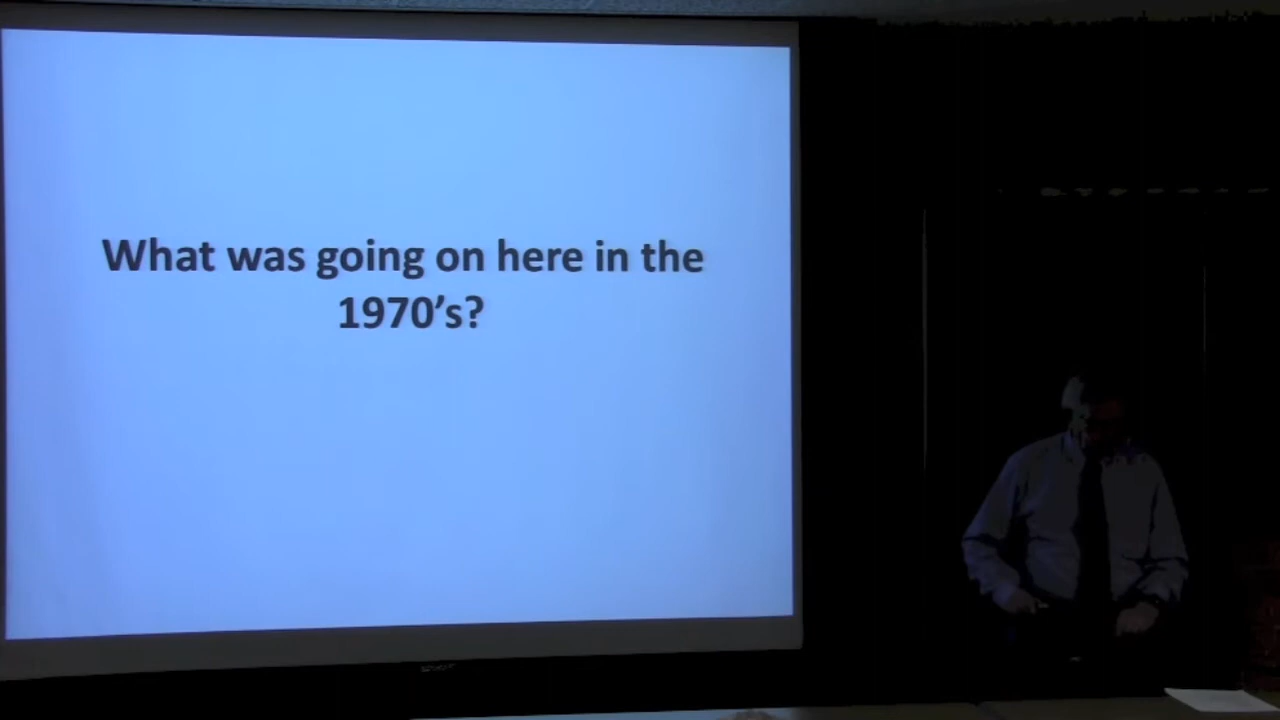 What was going on here in the
1970’s?